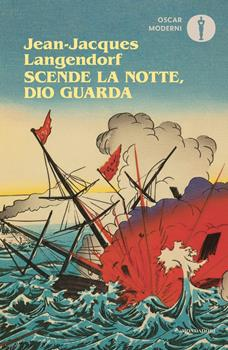 OSCAR
MODERNI
Jean-Jacques
Langendorf
SCENDE LA NOTTE,
DIO GUARDA
MONDADORI